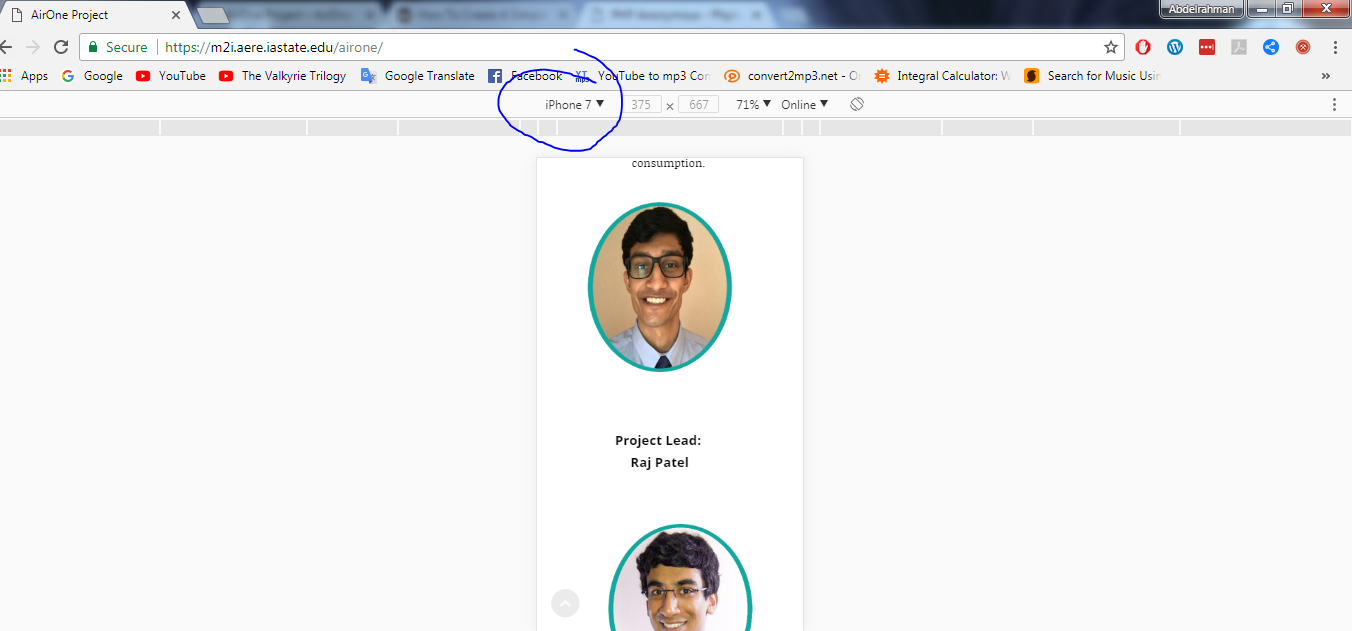 AirOne Project
Abdelrahman
Secure https://m2i.aere.iastate.edu/airone/
Apps Google YouTube The Valkyrie Trilogy Google Translate Facebook YouTube to mp3 Con convert2mp3.net - O Integral Calculator: W Search for Music Usin »
iPhone 7 375 x 667 71% Online
consumption.
Project Lead:
Raj Patel